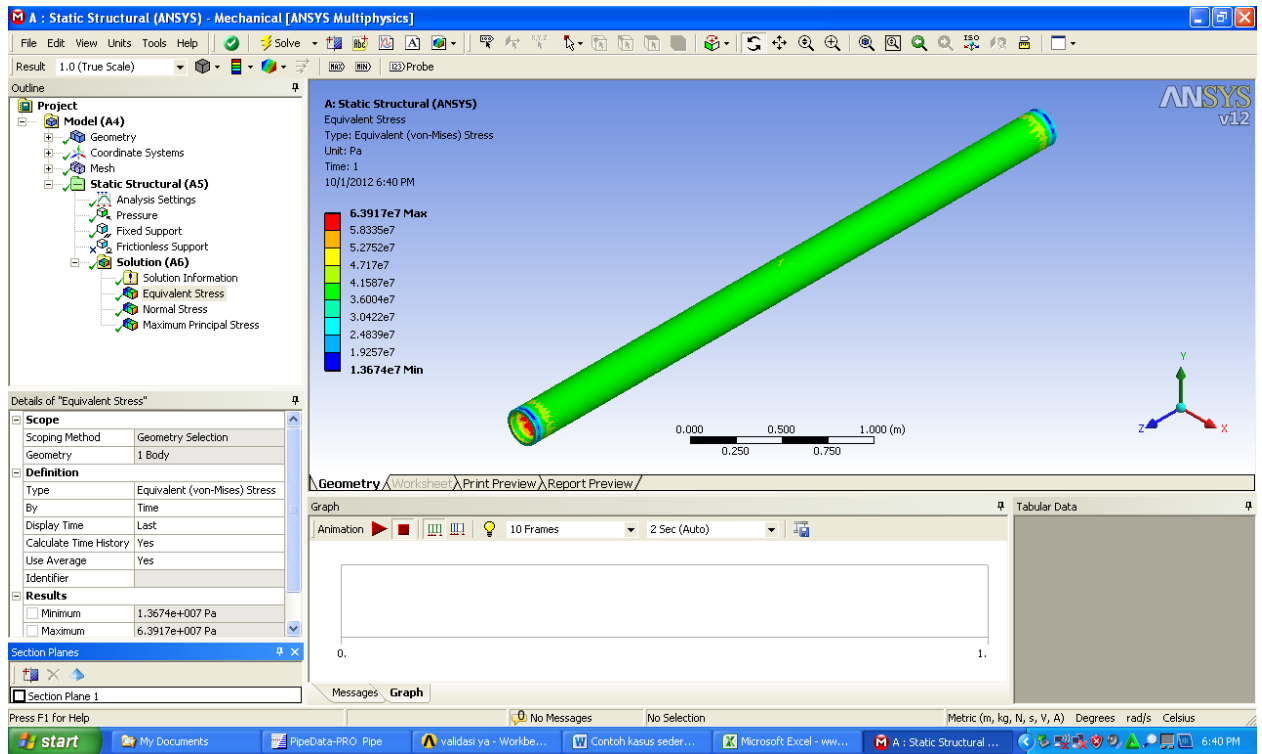 A : Static Structural (ANSYS) - Mechanical [ANSYS Multiphysics]
File Edit View Units Tools Help Solve
Result 1.0 (True Scale) MAX MIN 123 Probe
Outline
Project
Model (A4)
Geometry
Coordinate Systems
Mesh
Static Structural (A5)
Analysis Settings
Pressure
Fixed Support
Frictionless Support
Solution (A6)
Solution Information
Equivalent Stress
Normal Stress
Maximum Principal Stress
Details of "Equivalent Stress"
Scope
Scoping Method Geometry Selection
Geometry 1 Body
Definition
Type Equivalent (von-Mises) Stress
By Time
Display Time Last
Calculate Time History Yes
Use Average Yes
Identifier
Results
Minimum 1.3674e+007 Pa
Maximum 6.3917e+007 Pa
Section Planes
Section Plane 1
A: Static Structural (ANSYS)
Equivalent Stress
Type: Equivalent (von-Mises) Stress
Unit: Pa
Time: 1
10/1/2012 6:40 PM
6.3917e7 Max
5.8335e7
5.2752e7
4.717e7
4.1587e7
3.6004e7
3.0422e7
2.4839e7
1.9257e7
1.3674e7 Min
ANSYS
v12
Y
Z
X
0.000 0.500 1.000 (m)
0.250 0.750
Geometry Worksheet Print Preview Report Preview
Graph
Animation 10 Frames 2 Sec (Auto)
0. 1.
Messages Graph
Tabular Data
Press F1 for Help 0 No Messages No Selection Metric (m, kg, N, s, V, A) Degrees rad/s Celsius
start My Documents PipeData-PRO Pipe validasi ya - Workbe... Contoh kasus seder... Microsoft Excel - ww... A : Static Structural ... 6:40 PM